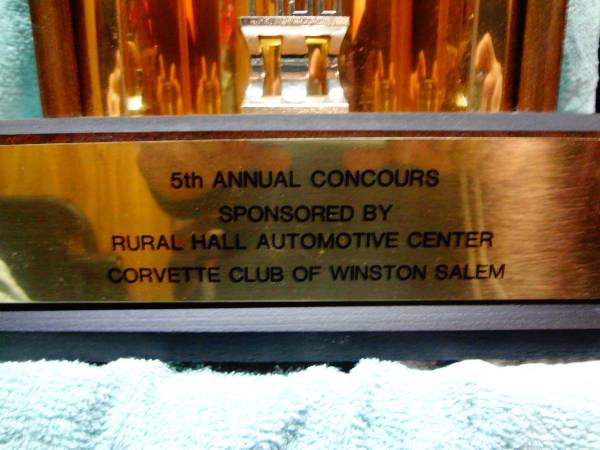 5th ANNUAL CONCOURS
SPONSORED BY
RURAL HALL AUTOMOTIVE CENTER
CORVETTE CLUB OF WINSTON SALEM